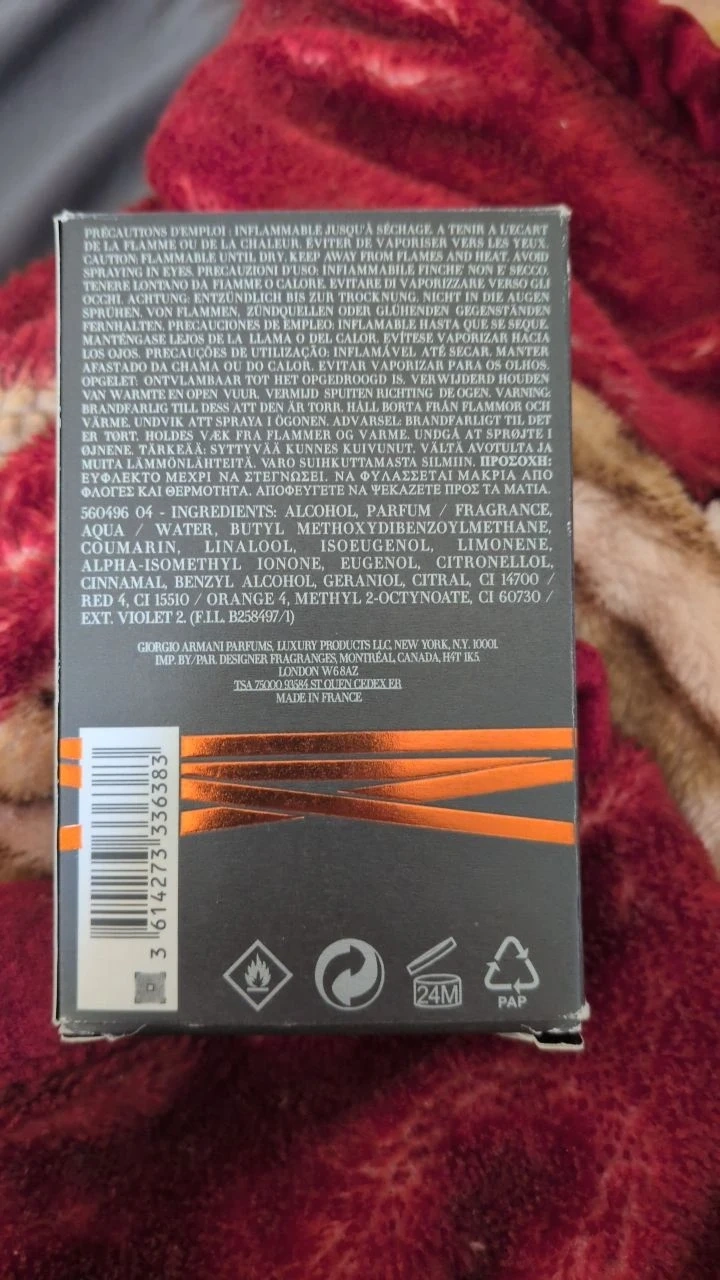 PRÉCAUTIONS D'EMPLOI : INFLAMMABLE JUSQU'À SÉCHAGE. A TENIR A L'ECART
DE LA FLAMME OU DE LA CHALEUR. ÉVITER DE VAPORISER VERS LES YEUX.
CAUTION: FLAMMABLE UNTIL DRY. KEEP AWAY FROM FLAMES AND HEAT. AVOID
SPRAYING IN EYES. PRECAUZIONI D'USO: INFIAMMABILE FINCHE' NON E' SECCO.
TENERE LONTANO DA FIAMME O CALORE. EVITARE DI VAPORIZZARE VERSO GLI
OCCHI. ACHTUNG: ENTZÜNDLICH BIS ZUR TROCKNUNG. NICHT IN DIE AUGEN
SPRÜHEN. VON FLAMMEN, ZÜNDQUELLEN ODER GLÜHENDEN GEGENSTÄNDEN
FERNHALTEN. PRECAUCIONES DE EMPLEO: INFLAMABLE HASTA QUE SE SEQUE.
MANTÉNGASE LEJOS DE LA LLAMA O DEL CALOR. EVÍTESE VAPORIZAR HACIA
LOS OJOS. PRECAUÇÕES DE UTILIZAÇÃO: INFLAMÁVEL ATÉ SECAR. MANTER
AFASTADO DA CHAMA OU DO CALOR. EVITAR VAPORIZAR PARA OS OLHOS.
OPGELET: ONTVLAMBAAR TOT HET OPGEDROOGD IS. VERWIJDERD HOUDEN
VAN WARMTE EN OPEN VUUR. VERMIJD SPUITEN RICHTING DE OGEN. VARNING:
BRANDFARLIG TILL DESS ATT DEN ÄR TORR. HÅLL BORTA FRÅN FLAMMOR OCH
VÄRME. UNDVIK ATT SPRAYA I ÖGONEN. ADVARSEL: BRANDFARLIGT TIL DET
ER TORT. HOLDES VÆK FRA FLAMMER OG VARME. UNDGÅ AT SPRØJTE I
ØJNENE. TÄRKEÄÄ: SYTTYVÄÄ KUNNES KUIVUNUT. VÄLTÄ AVOTULTA JA
MUITA LÄMMÖNLÄHTEITÄ. VARO SUIHKUTTAMASTA SILMIIN. ΠΡΟΣΟΧΗ:
ΕΥΦΛΕΚΤΟ ΜΕΧΡΙ ΝΑ ΣΤΕΓΝΩΣΕΙ. ΝΑ ΦΥΛΑΣΣΕΤΑΙ ΜΑΚΡΙΑ ΑΠΟ
ΦΛΟΓΕΣ ΚΑΙ ΘΕΡΜΟΤΗΤΑ. ΑΠΟΦΕΥΓΕΤΕ ΝΑ ΨΕΚΑΖΕΤΕ ΠΡΟΣ ΤΑ ΜΑΤΙΑ.
560496 04 - INGREDIENTS: ALCOHOL, PARFUM / FRAGRANCE,
AQUA / WATER, BUTYL METHOXYDIBENZOYLMETHANE,
COUMARIN, LINALOOL, ISOEUGENOL, LIMONENE,
ALPHA-ISOMETHYL IONONE, EUGENOL, CITRONELLOL,
CINNAMAL, BENZYL ALCOHOL, GERANIOL, CITRAL, CI 14700 /
RED 4, CI 15510 / ORANGE 4, METHYL 2-OCTYNOATE, CI 60730 /
EXT. VIOLET 2. (F.I.L. B258497/1)
GIORGIO ARMANI PARFUMS, LUXURY PRODUCTS LLC, NEW YORK, N.Y. 10001.
IMP. BY/PAR. DESIGNER FRAGRANGES, MONTRÉAL, CANADA, H4T 1K5.
LONDON W6 8AZ
TSA 75000 93584 ST OUEN CEDEX FR
MADE IN FRANCE
3 614273 336383
24M
PAP